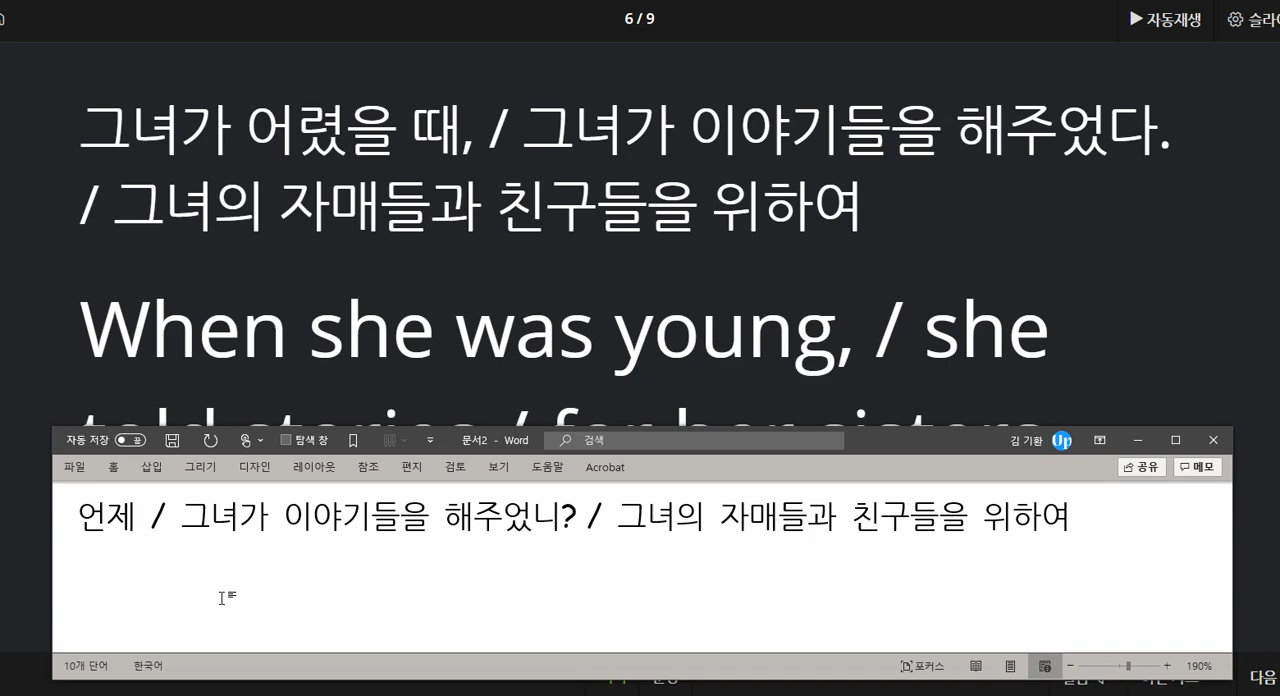 6 / 9
▶ 자동재생
그녀가 어렸을 때, / 그녀가 이야기들을 해주었다.
/ 그녀의 자매들과 친구들을 위하여
When she was young, / she
told stories / for her sisters
자동 저장 끔 탐색 창 문서2 - Word 검색 김 기환 Up
파일 홈 삽입 그리기 디자인 레이아웃 참조 편지 검토 보기 도움말 Acrobat 공유 메모
언제 / 그녀가 이야기들을 해주었니? / 그녀의 자매들과 친구들을 위하여
10개 단어 한국어 포커스 190%
다음